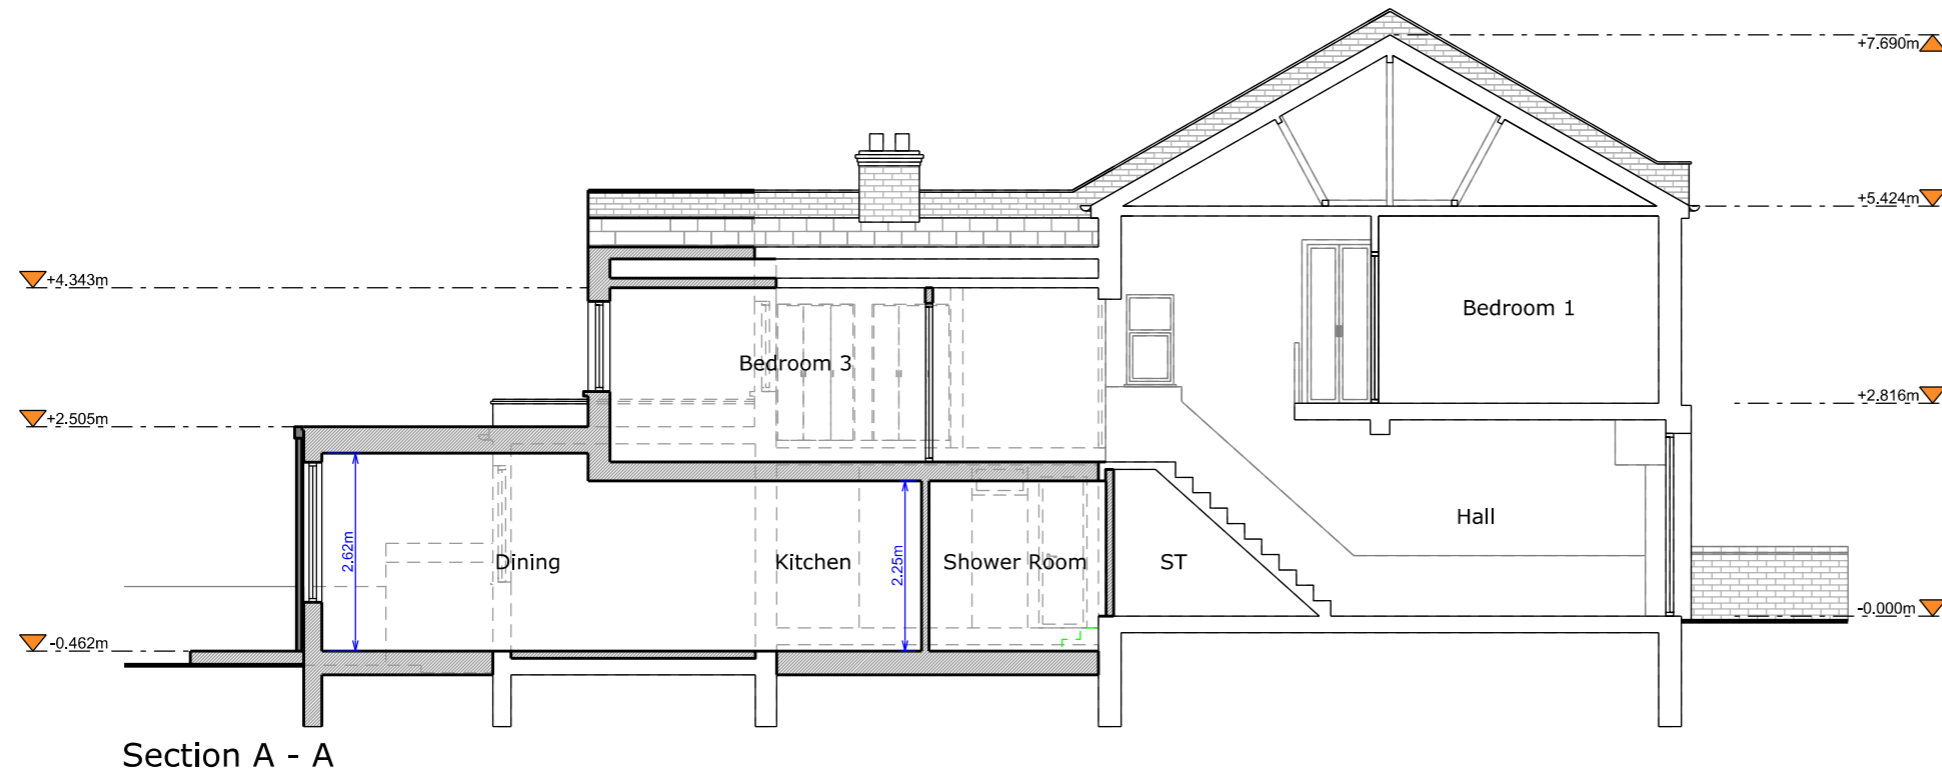 +7.690m
+5.424m
+4.343m
Bedroom 1
Bedroom 3
+2.816m
+2.505m
Hall
2.62m
Dining
Kitchen
2.25m
Shower Room
ST
-0.000m
-0.462m
Section A - A